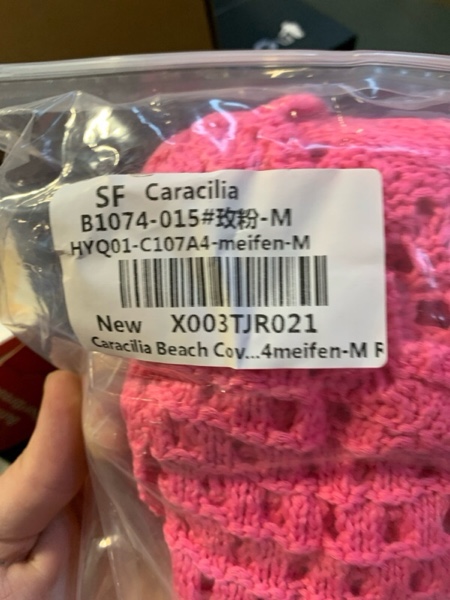 SF Caracilia
B1074-015#玫粉-M
HYQ01-C107A4-meifen-M
New X003TJR021
Caracilia Beach Cov...4meifen-M F